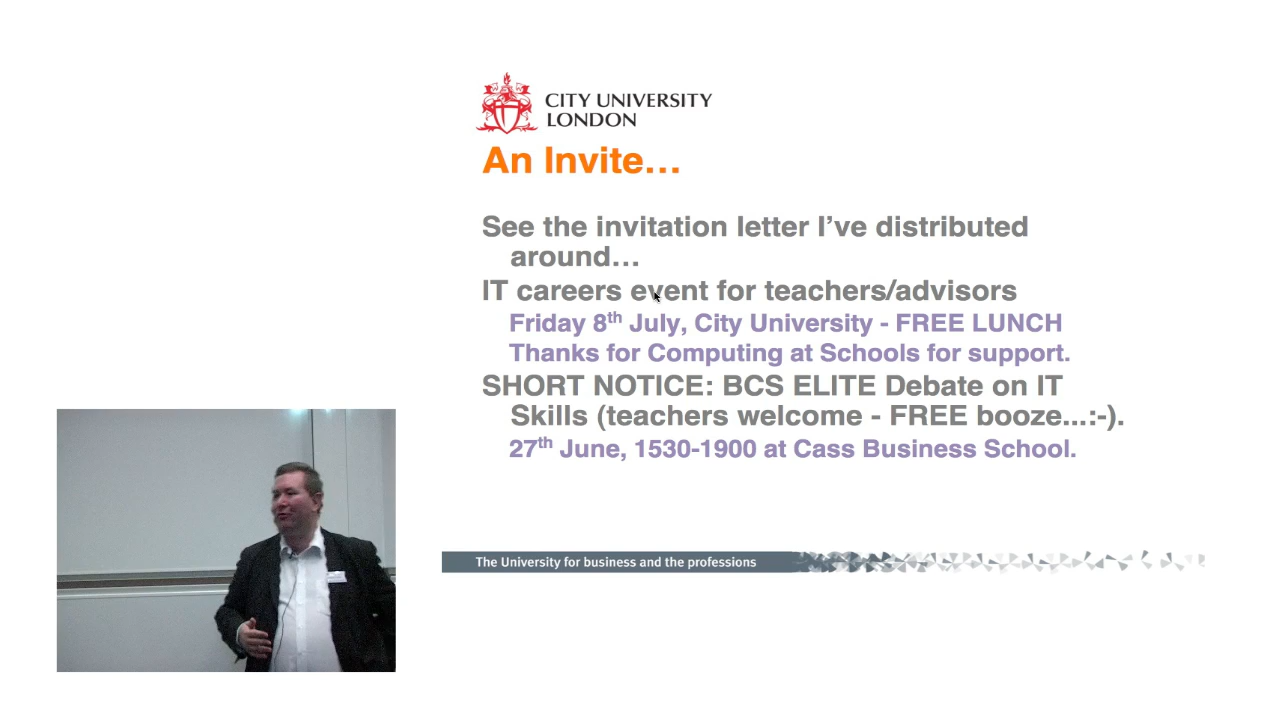 CITY UNIVERSITY
LONDON
An Invite…
See the invitation letter I’ve distributed
around…
IT careers event for teachers/advisors
Friday 8th July, City University - FREE LUNCH
Thanks for Computing at Schools for support.
SHORT NOTICE: BCS ELITE Debate on IT
Skills (teachers welcome - FREE booze...:-).
27th June, 1530-1900 at Cass Business School.
The University for business and the professions